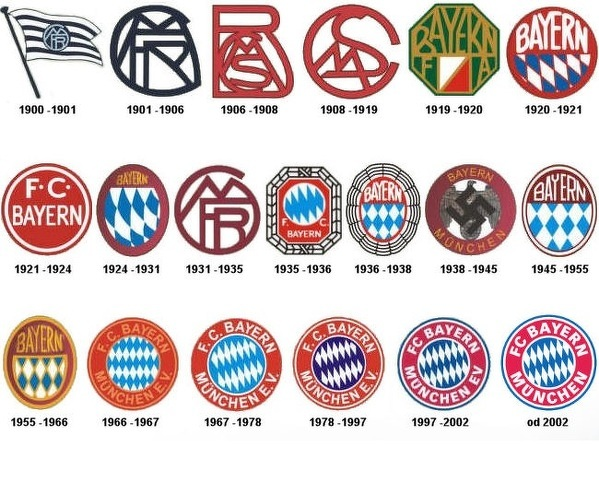 1900 -1901
1901 -1906
1906 -1908
1908 -1919
BAYERN
F A
1919 -1920
BAYERN
1920 -1921
F·C·
BAYERN
1921 -1924
BAYERN
1924 -1931
1931 -1935
F. C.
BAYERN
1935 -1936
BAYERN
1936 -1938
BAYERN
MÜNCHEN
1938 -1945
BAYERN
1945 -1955
BAYERN
1955 -1966
F.C. BAYERN
MÜNCHEN E.V.
1966 -1967
F.C. BAYERN
MÜNCHEN E.V.
1967 -1978
F.C. BAYERN
MÜNCHEN E.V.
1978 -1997
FC BAYERN
MÜNCHEN EV
1997 -2002
FC BAYERN
MÜNCHEN
od 2002